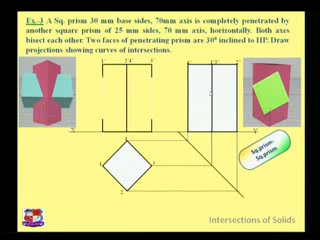 Ex.-3 A Sq. prism 30 mm base sides, 70mm axis is completely penetrated by
another square prism of 25 mm sides, 70 mm axis, horizontally. Both axes
bisect each other. Two faces of penetrating prism are 30⁰ inclined to HP. Draw
projections showing curves of intersections.
Sq.prism-
Sq.prism
Intersections of Solids